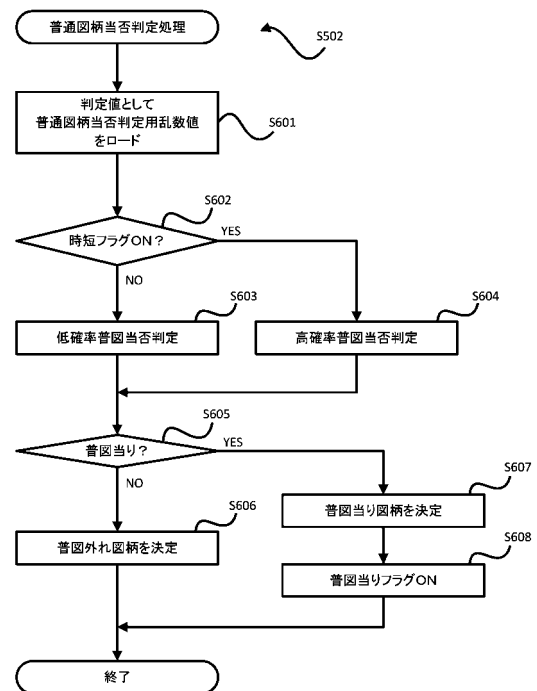 普通図柄当否判定処理
S502
判定値として
普通図柄当否判定用乱数値
をロード
S601
S602
時短フラグON?
YES
NO
S603
S604
低確率普図当否判定
高確率普図当否判定
S605
普図当り?
YES
NO
S607
S606
普図当り図柄を決定
普図外れ図柄を決定
S608
普図当りフラグON
終了